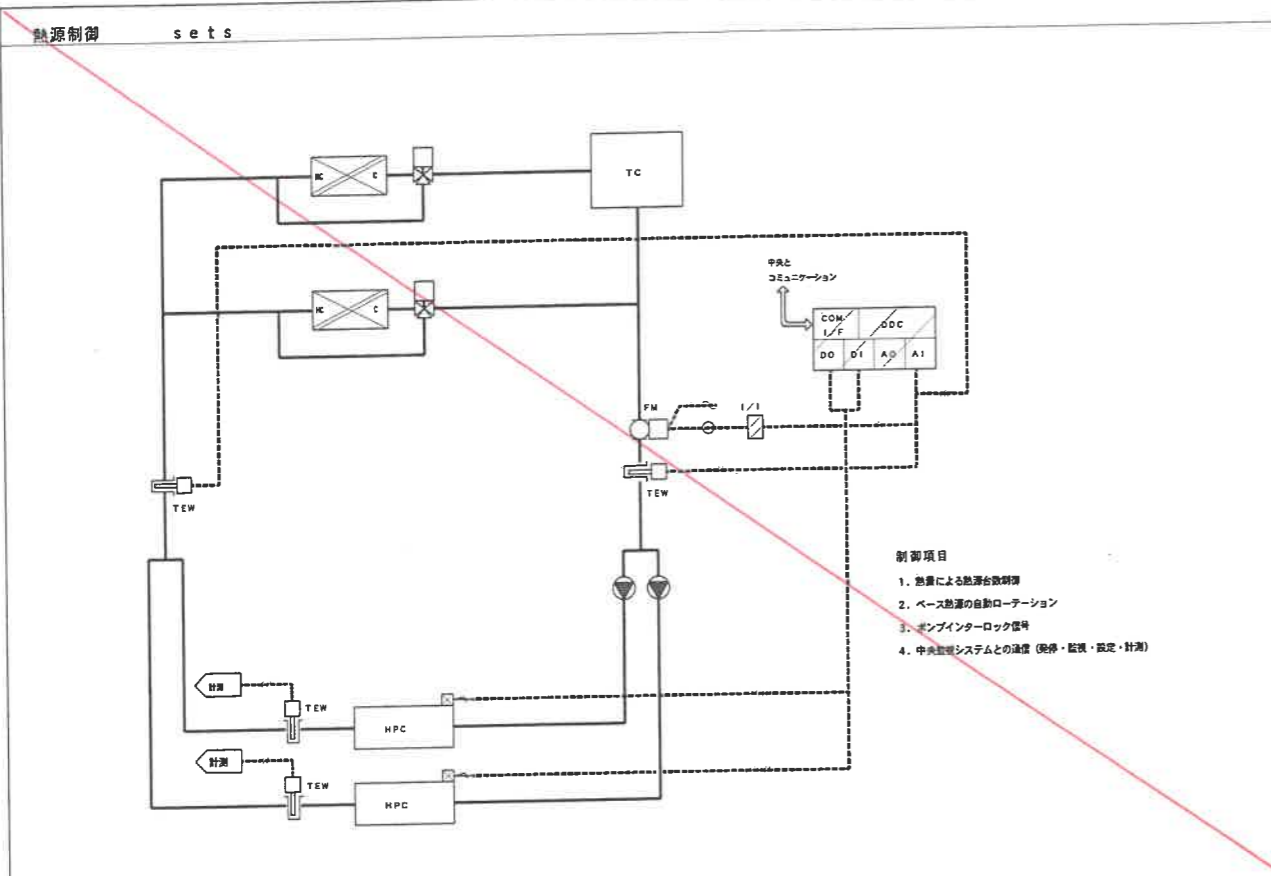 熱源制御 sets
TC
HC C
中央と
コミュニケーション
HC C
COM I/F DDC
DO DI AO AI
FM I/I
TEW
TEW
制御項目
1. 熱量による熱源台数制御
2. ベース熱源の自動ローテーション
3. ポンプインターロック信号
4. 中央監視システムとの通信 (発停・監視・設定・計測)
計測
TEW
HPC
計測
TEW
HPC